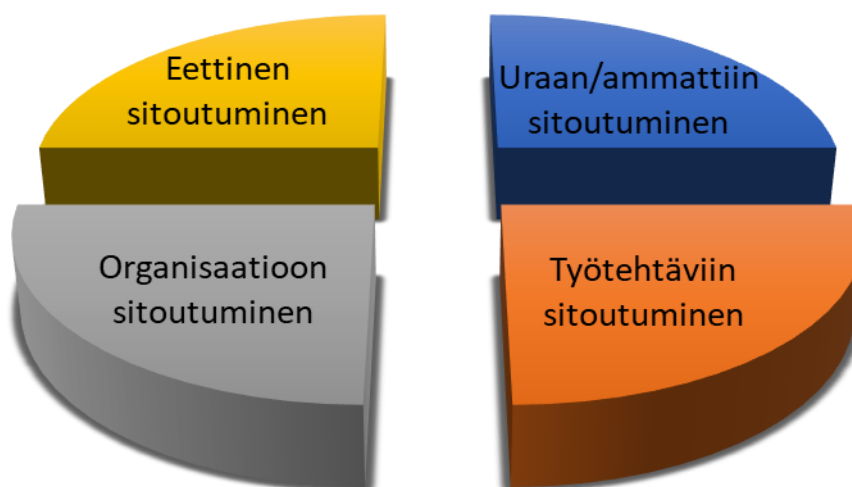 Eettinen
sitoutuminen
Uraan/ammattiin
sitoutuminen
Organisaatioon
sitoutuminen
Työtehtäviin
sitoutuminen